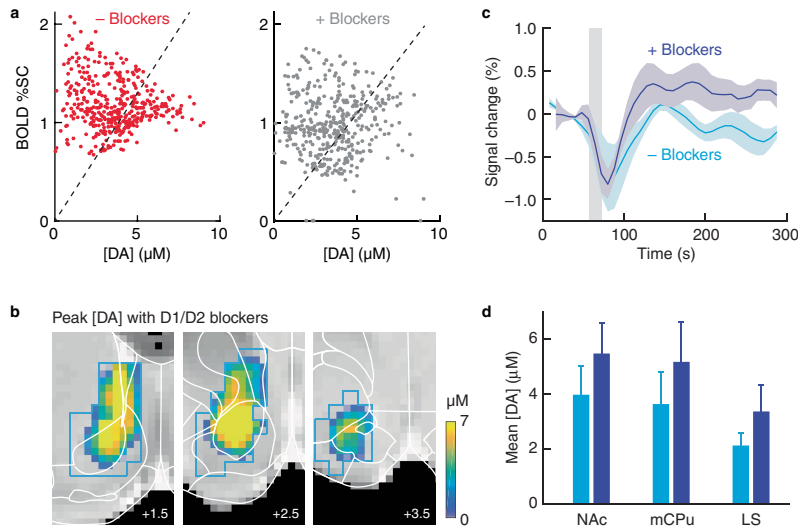 a
– Blockers
+ Blockers
BOLD %SC
2
1
0
0
5
10
[DA] (µM)
2
1
0
0
5
10
[DA] (µM)
c
+ Blockers
– Blockers
Signal change (%)
1.0
0.5
0
–0.5
–1.0
0
100
200
300
Time (s)
b
Peak [DA] with D1/D2 blockers
+1.5
+2.5
+3.5
µM
7
0
d
Mean [DA] (µM)
6
4
2
0
NAc
mCPu
LS